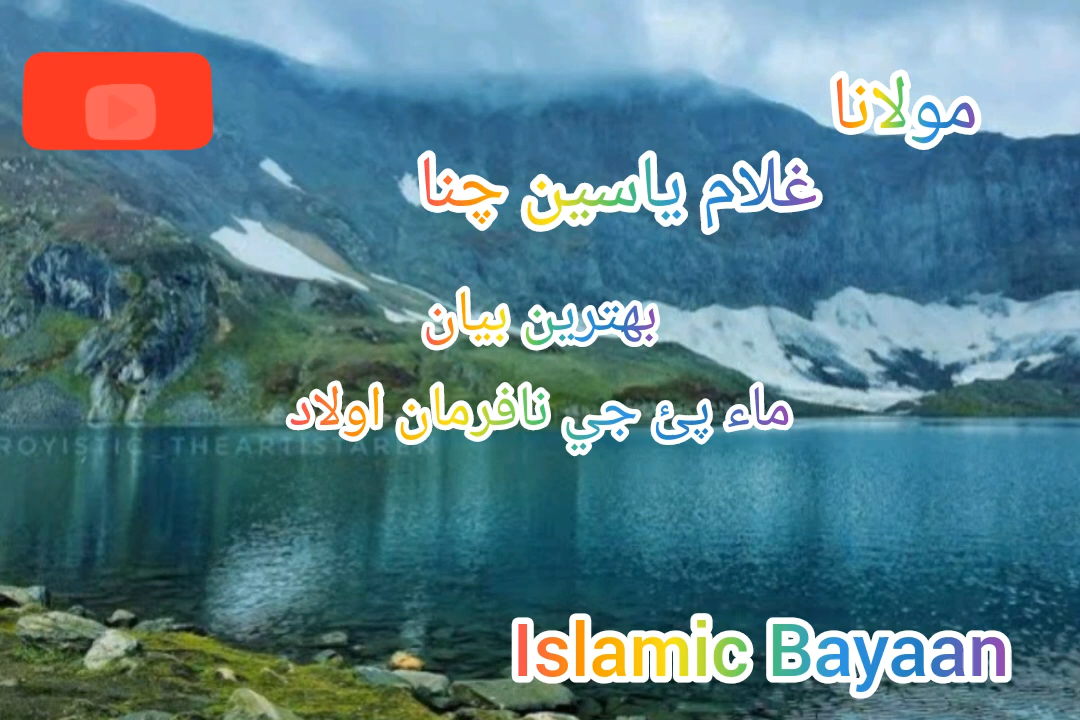 مولانا
غلام ياسين چنا
بهترين بيان
ماء پئ جي نافرمان اولاد
Islamic Bayaan